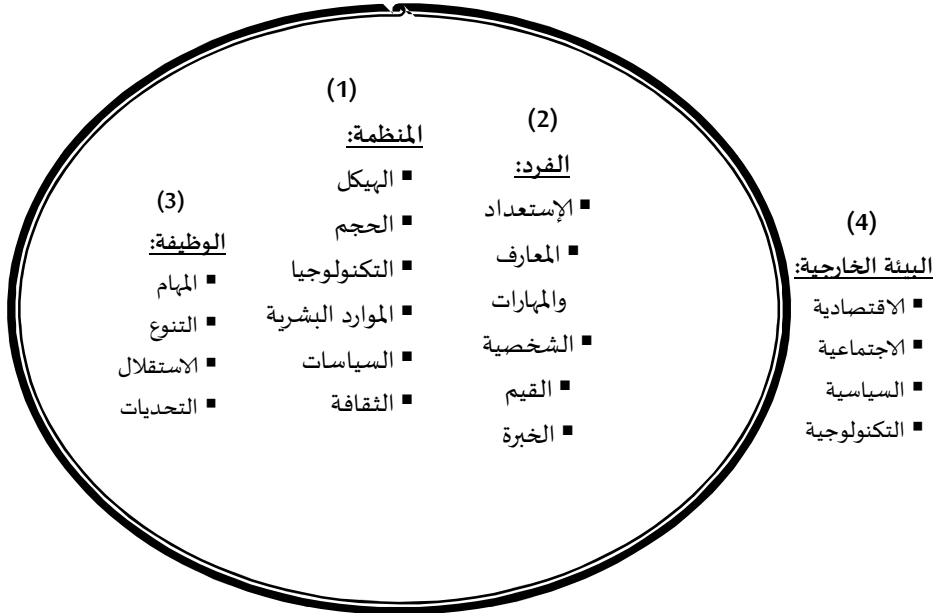 (1)
المنظمة:
▪ الهيكل
▪ الحجم
▪ التكنولوجيا
▪ الموارد البشرية
▪ السياسات
▪ الثقافة
(2)
الفرد:
▪ الإستعداد
▪ المعارف
والمهارات
▪ الشخصية
▪ القيم
▪ الخبرة
(3)
الوظيفة:
▪ المهام
▪ التنوع
▪ الاستقلال
▪ التحديات
(4)
البيئة الخارجية:
▪ الاقتصادية
▪ الاجتماعية
▪ السياسية
▪ التكنولوجية